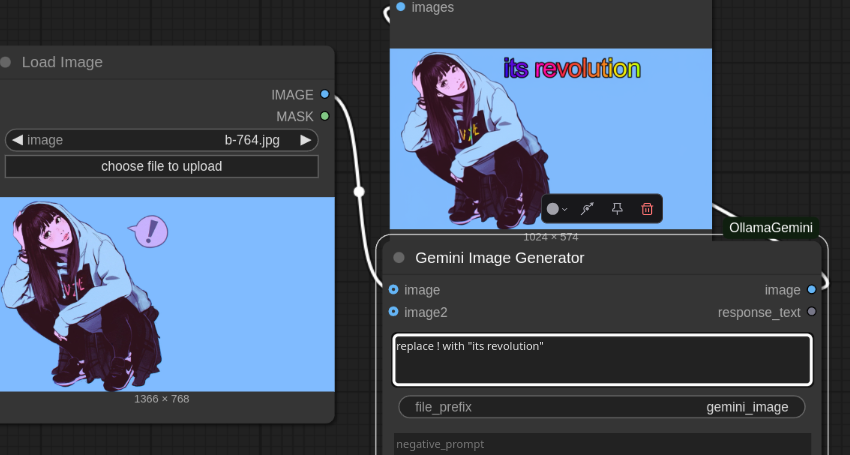 images
Load Image
IMAGE
MASK
image
b-764.jpg
choose file to upload
!
1366 × 768
its revolution
1024 × 574
OllamaGemini
Gemini Image Generator
image
image
image2
response_text
replace ! with "its revolution"
file_prefix
gemini_image
negative_prompt